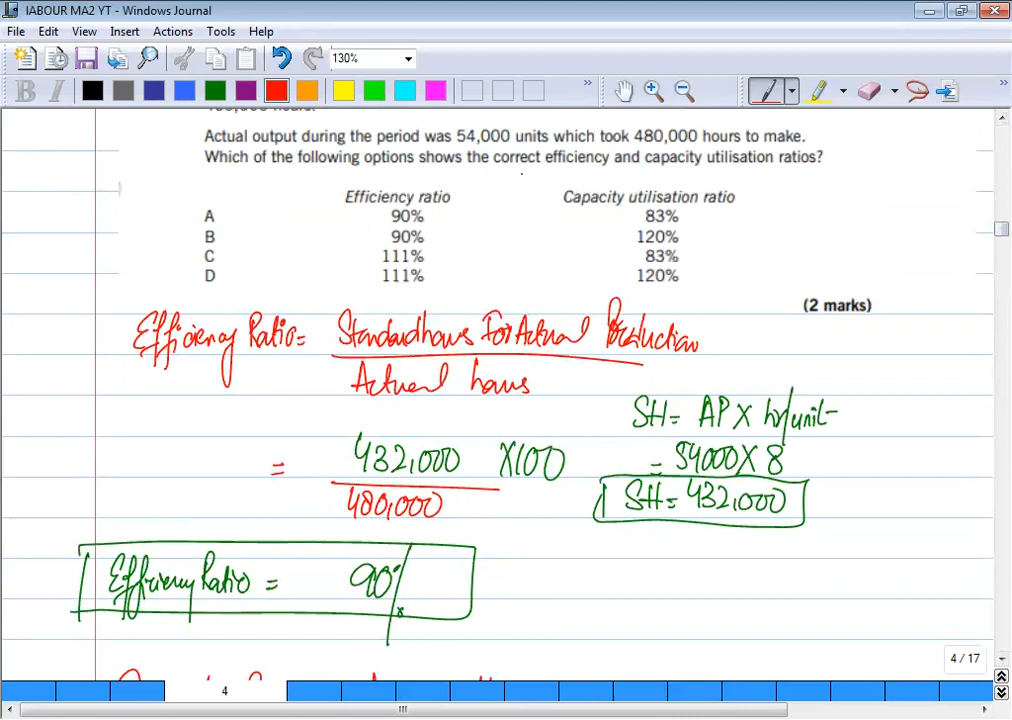 IABOUR MA2 YT - Windows Journal
File Edit View Insert Actions Tools Help
130%
B I
hours.
Actual output during the period was 54,000 units which took 480,000 hours to make.
Which of the following options shows the correct efficiency and capacity utilisation ratios?
Efficiency ratio Capacity utilisation ratio
A 90% 83%
B 90% 120%
C 111% 83%
D 111% 120%
(2 marks)
Efficiency Ratio = Standard hours For Actual Production
Actual hours
SH = AP X hr/unit
= 432,000 X100
= 54000 X 8
480,000
SH = 432,000
Efficiency Ratio = 90%
4 / 17
4